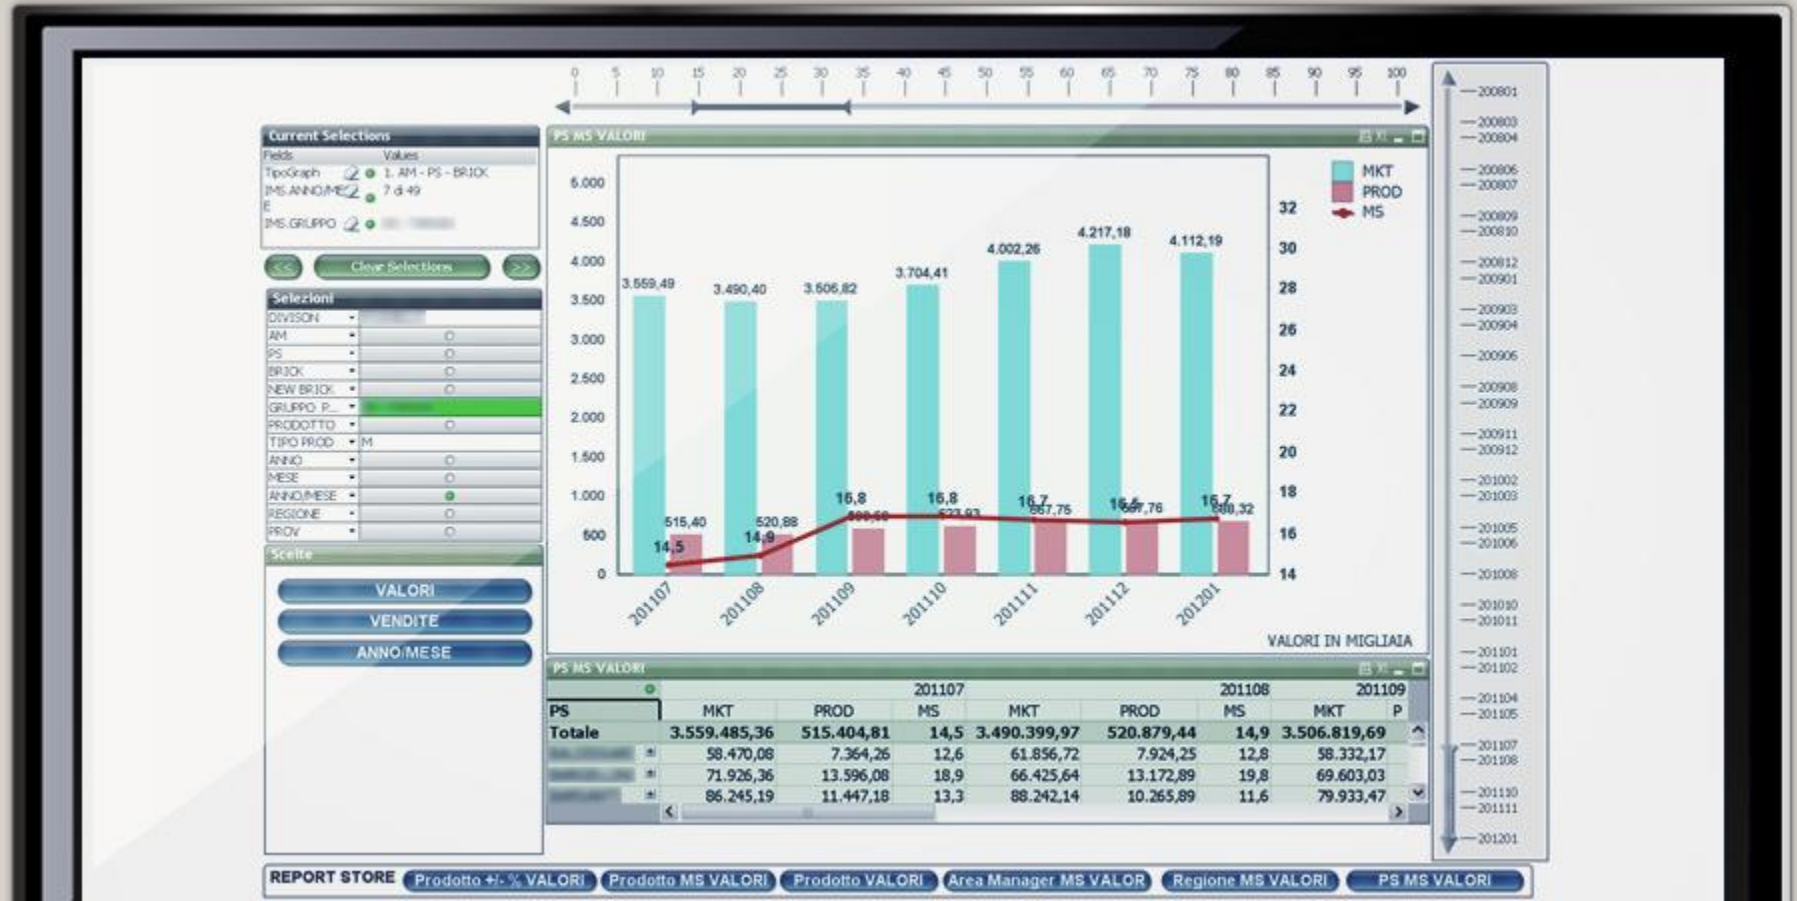 0 5 10 15 20 25 30 35 40 45 50 55 60 65 70 75 80 85 90 95 100
Current Selections
Fields Values
TipoGraph 1. AM - PS - BRICK
IMS.ANNO/MESE 7 di 49
IMS.GRUPPO
<< Clear Selections >>
Selezioni
DIVISON
AM
PS
BRICK
NEW BRICK
GRUPPO P...
PRODOTTO
TIPO PROD M
ANNO
MESE
ANNO/MESE
REGIONE
PROV
Scelte
VALORI
VENDITE
ANNO/MESE
PS MS VALORI
MKT
PROD
MS
5.000
4.500
4.000
3.500
3.000
2.500
2.000
1.500
1.000
500
0
32
30
28
26
24
22
20
18
16
14
3.559,49 3.490,40 3.506,82 3.704,41 4.002,26 4.217,18 4.112,19
515,40 520,88 667,75 688,32
14,5 14,9 16,8 16,8 16,7 16,7
201107 201108 201109 201110 201111 201112 201201
VALORI IN MIGLIAIA
PS MS VALORI
201107 201108 201109
PS MKT PROD MS MKT PROD MS MKT P
Totale 3.559.485,36 515.404,81 14,5 3.490.399,97 520.879,44 14,9 3.506.819,69
58.470,08 7.364,26 12,6 61.856,72 7.924,25 12,8 58.332,17
71.926,36 13.596,08 18,9 66.425,64 13.172,89 19,8 69.603,03
86.245,19 11.447,18 13,3 88.242,14 10.265,89 11,6 79.933,47
200801
200803
200804
200806
200807
200809
200810
200812
200901
200903
200904
200906
200908
200909
200911
200912
201002
201003
201005
201006
201008
201010
201011
201101
201102
201104
201105
201107
201108
201110
201111
201201
REPORT STORE Prodotto +/- % VALORI Prodotto MS VALORI Prodotto VALORI Area Manager MS VALOR Regione MS VALORI PS MS VALORI